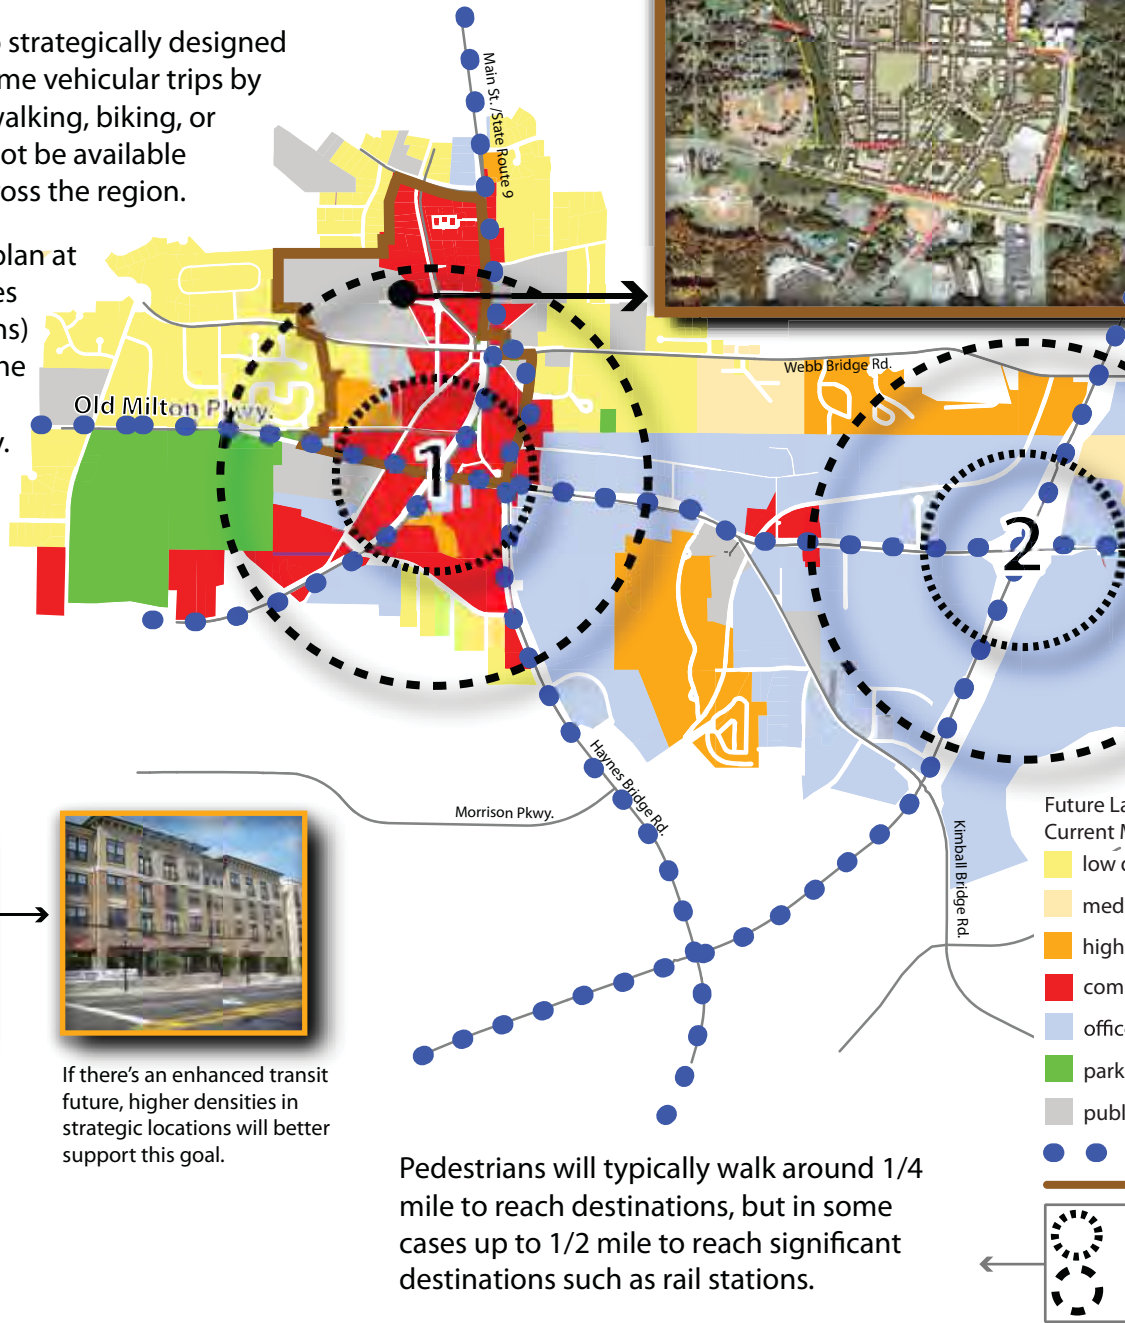 strategically designed
me vehicular trips by
walking, biking, or
ot be available
oss the region.
plan at
es
ns)
ne
Main St. /State Route 9
Webb Bridge Rd.
Old Milton Pkwy.
1
2
Haynes Bridge Rd.
Morrison Pkwy.
Kimball Bridge Rd.
If there's an enhanced transit
future, higher densities in
strategic locations will better
support this goal.
Pedestrians will typically walk around 1/4
mile to reach destinations, but in some
cases up to 1/2 mile to reach significant
destinations such as rail stations.
Future La
Current M
low
med
high
com
offic
park
publ